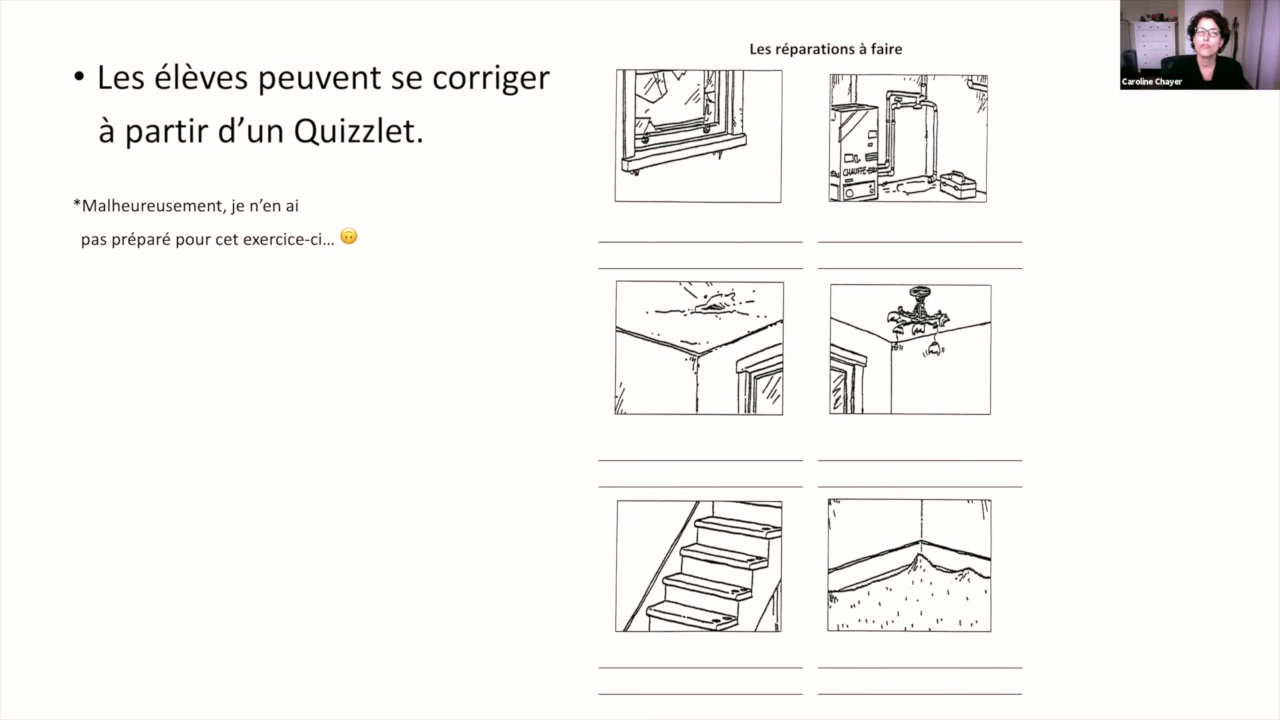 • Les élèves peuvent se corriger
à partir d’un Quizzlet.
*Malheureusement, je n’en ai
pas préparé pour cet exercice-ci... 🙃
Les réparations à faire
CHAUFFE-EAU
Caroline Chayer